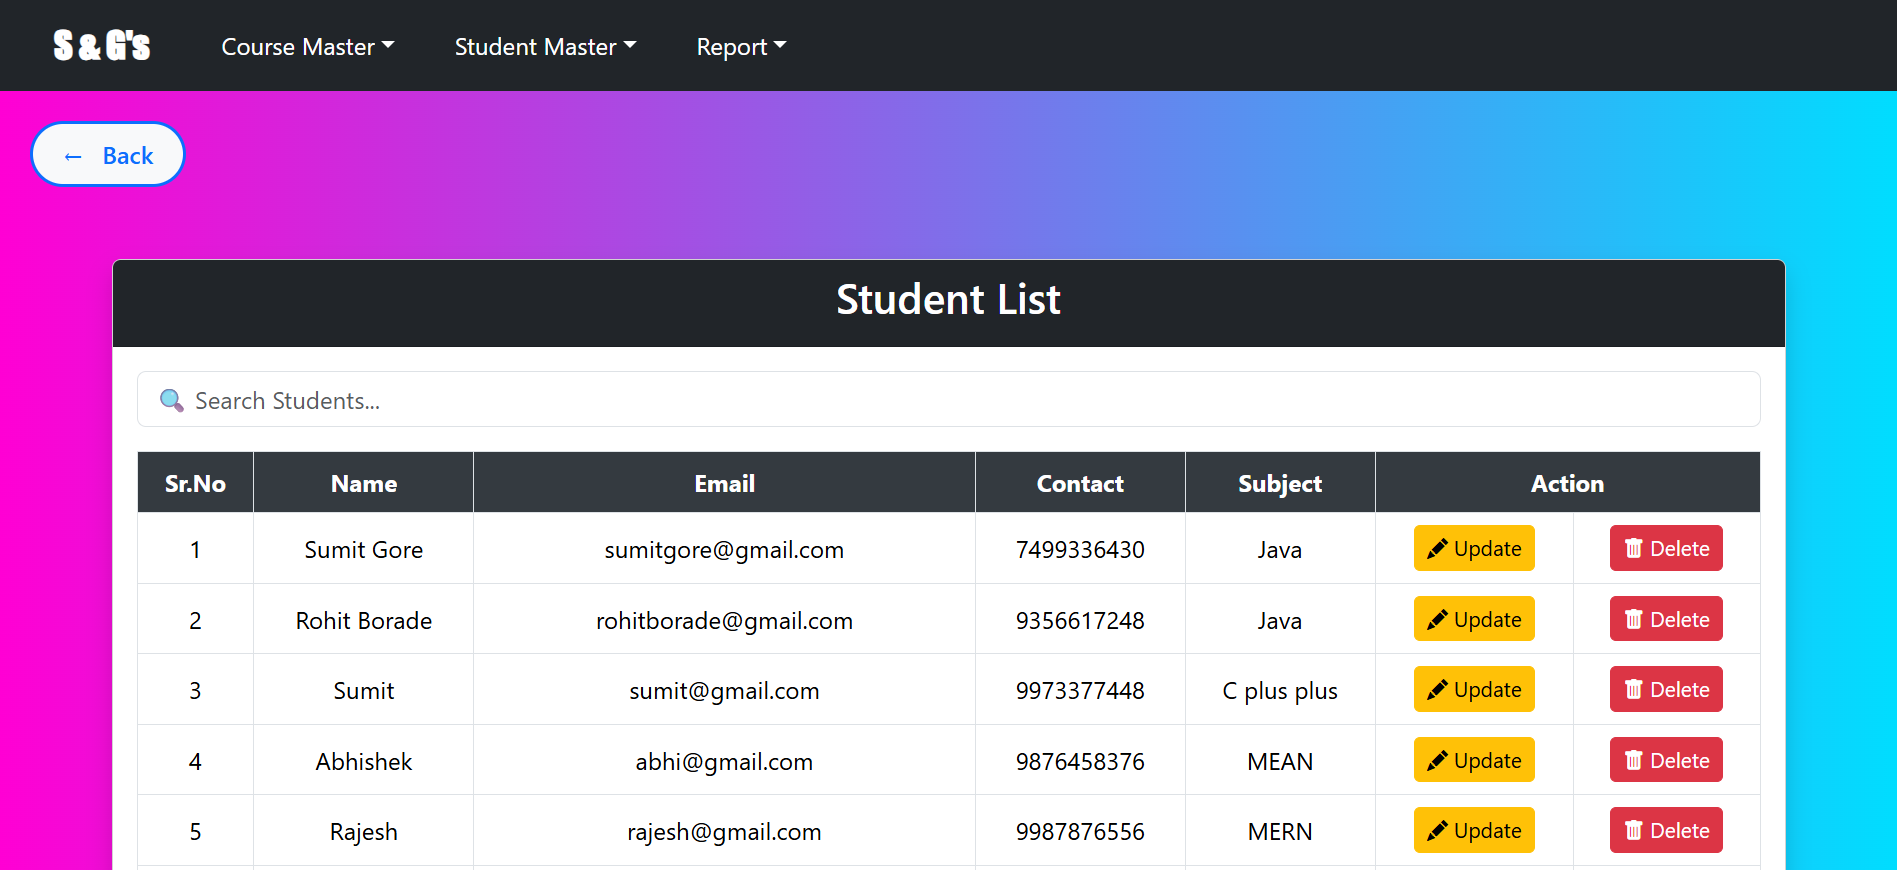 S & G's Course Master Student Master Report
← Back
Student List
Search Students...
Sr.No Name Email Contact Subject Action
1 Sumit Gore sumitgore@gmail.com 7499336430 Java Update Delete
2 Rohit Borade rohitborade@gmail.com 9356617248 Java Update Delete
3 Sumit sumit@gmail.com 9973377448 C plus plus Update Delete
4 Abhishek abhi@gmail.com 9876458376 MEAN Update Delete
5 Rajesh rajesh@gmail.com 9987876556 MERN Update Delete